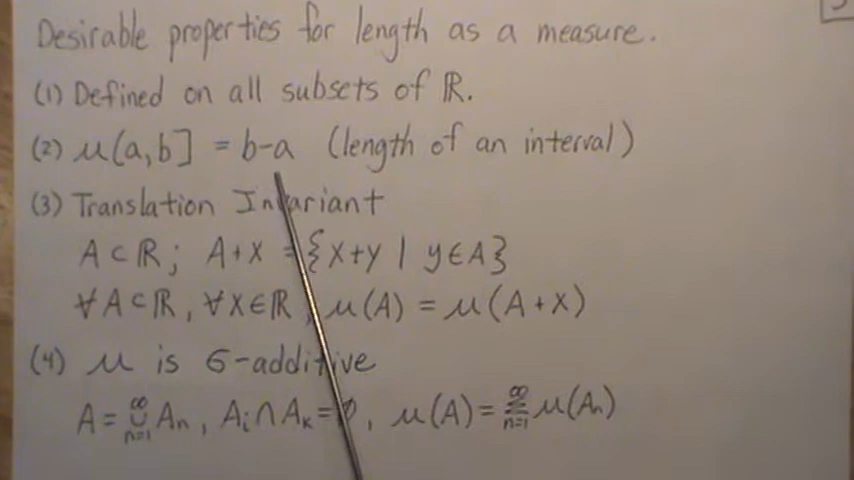 Desirable properties for length as a measure.
(1) Defined on all subsets of ℝ.
(2) μ(a,b] = b-a (length of an interval)
(3) Translation Invariant
A ⊂ ℝ; A+x = {x+y | y∈A}
∀A⊂ℝ, ∀x∈ℝ, μ(A) = μ(A+x)
(4) μ is σ-additive
A = ∪_{n=1}^{∞} A_n, A_i ∩ A_k = ∅, μ(A) = Σ_{n=1}^{∞} μ(A_n)